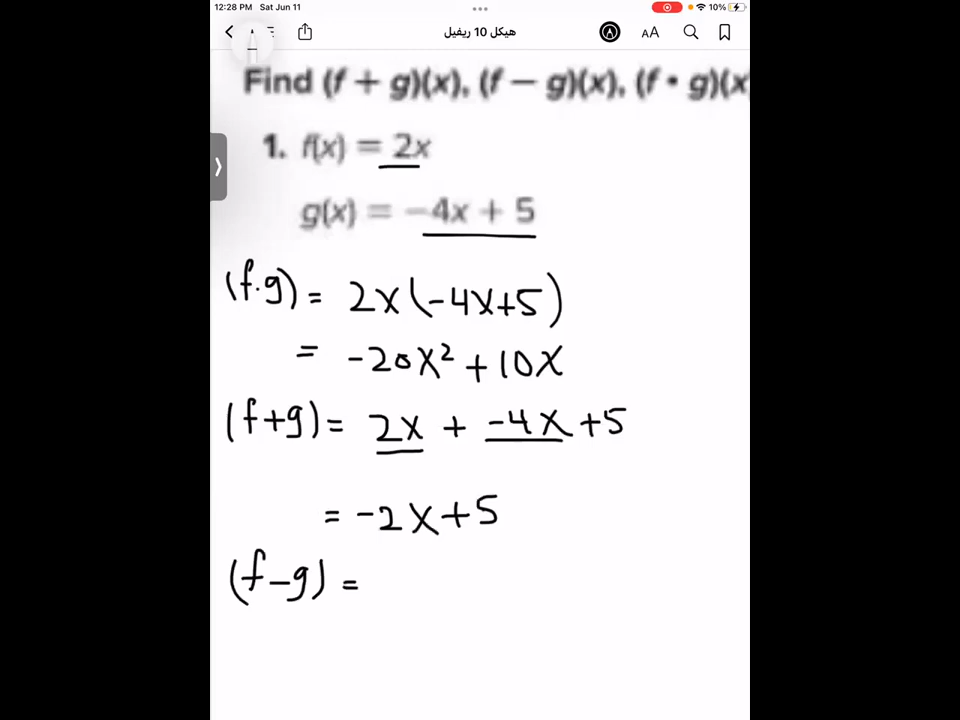 12:28 PM Sat Jun 11
10%
هيكل 10 ريفيل
AA
Find (f + g)(x), (f − g)(x), (f • g)(x
1. f(x) = 2x
g(x) = −4x + 5
(f.g) = 2x(-4x+5)
= -20x² + 10x
(f+g) = 2x + -4x +5
= -2x+5
(f-g) =